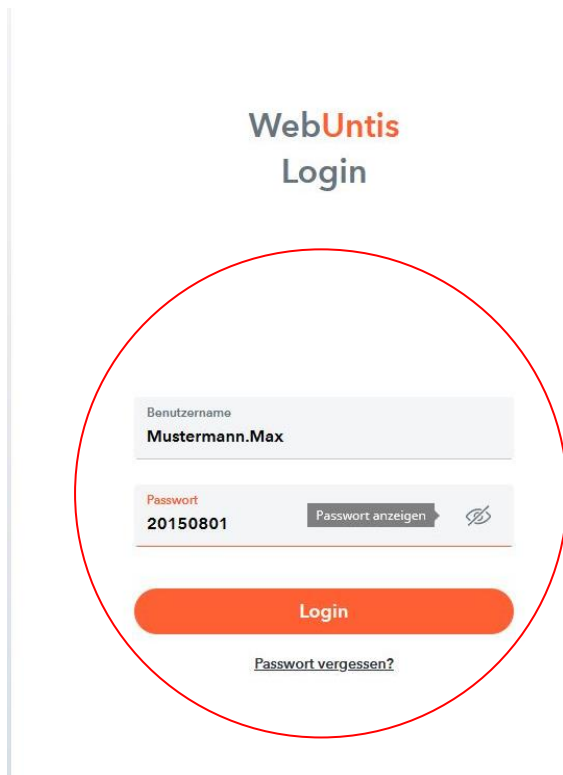 WebUntis
Login
Benutzername
Mustermann.Max
Passwort
20150801
Passwort anzeigen
Login
Passwort vergessen?